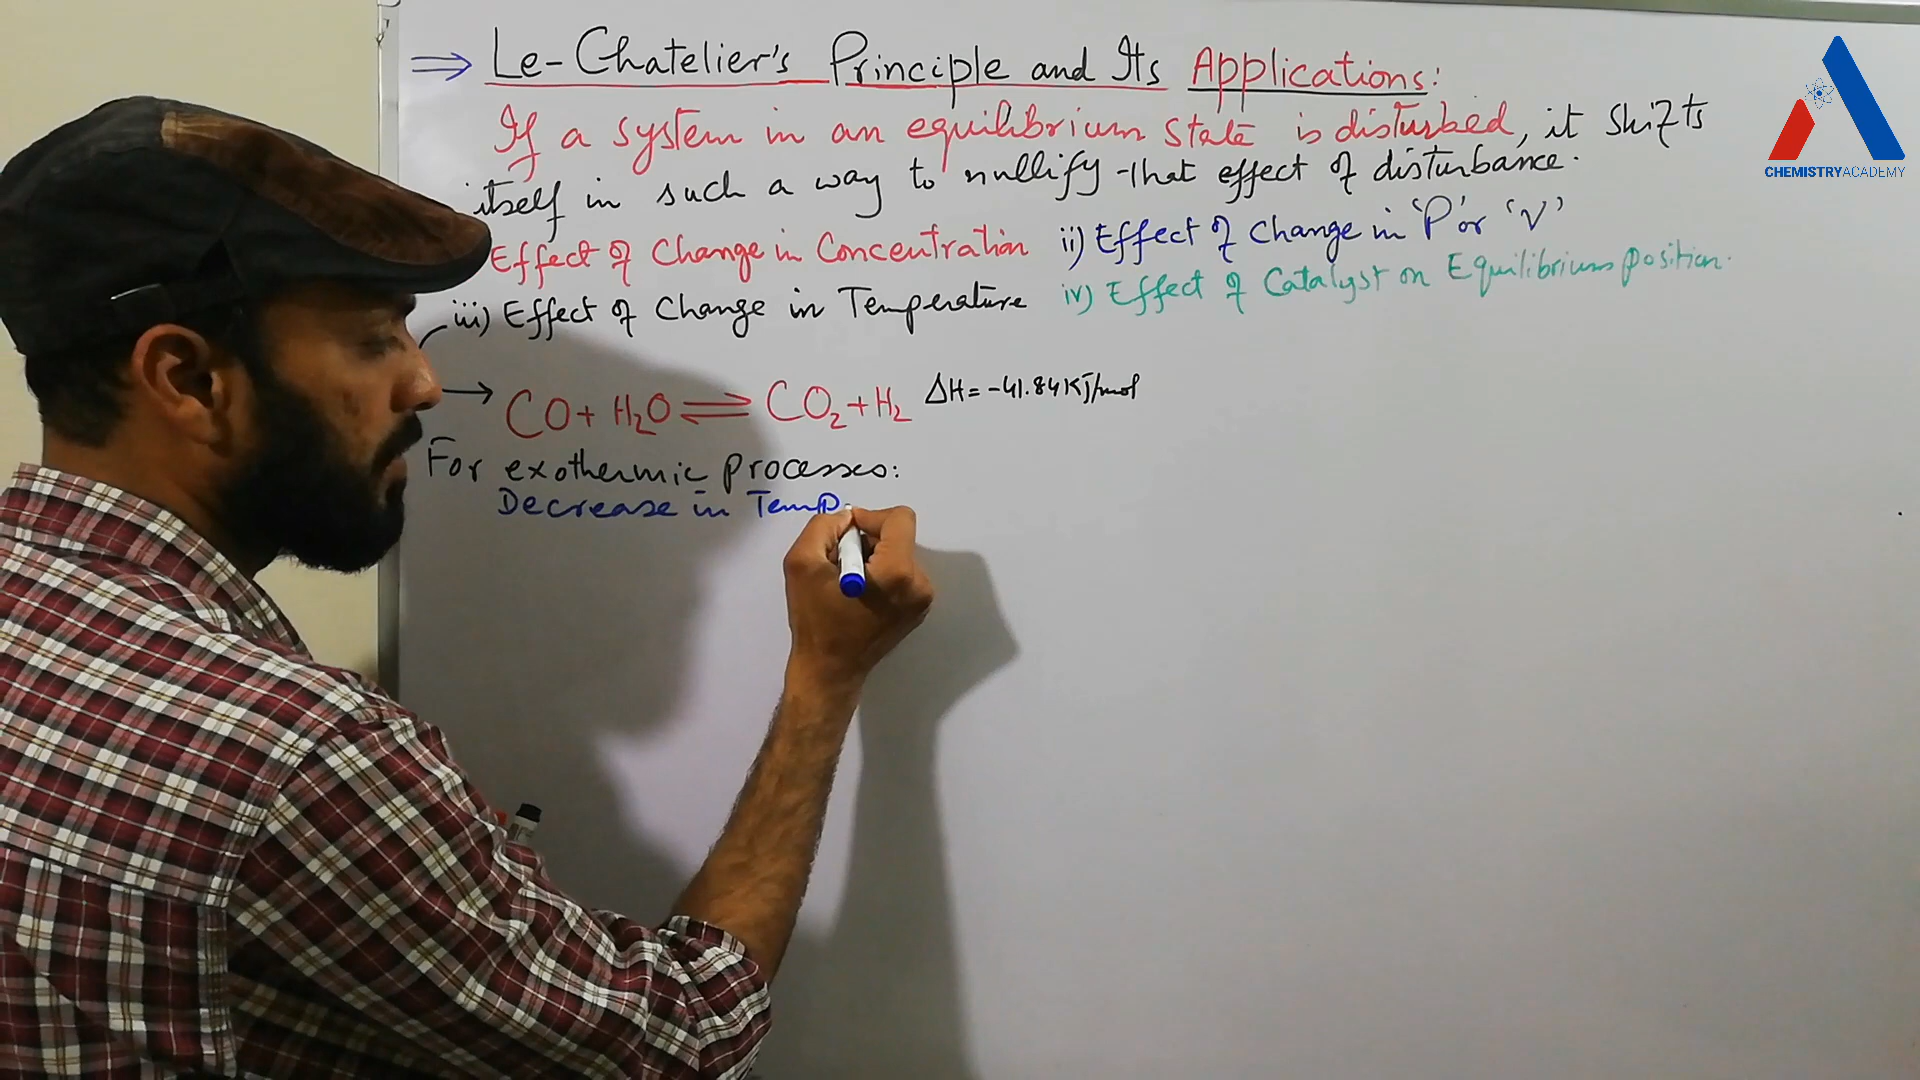 ⇒ Le-Chatelier's Principle and Its Applications:
If a system in an equilibrium state is disturbed, it shifts
itself in such a way to nullify that effect of disturbance.
Effect of Change in Concentration ii) Effect of Change in 'P' or 'V'
iii) Effect of Change in Temperature iv) Effect of Catalyst on Equilibrium position.
→ CO + H₂O ⇌ CO₂ + H₂ ΔH = -41.84 KJ/mol
For exothermic processes:
Decrease in Temp
CHEMISTRYACADEMY